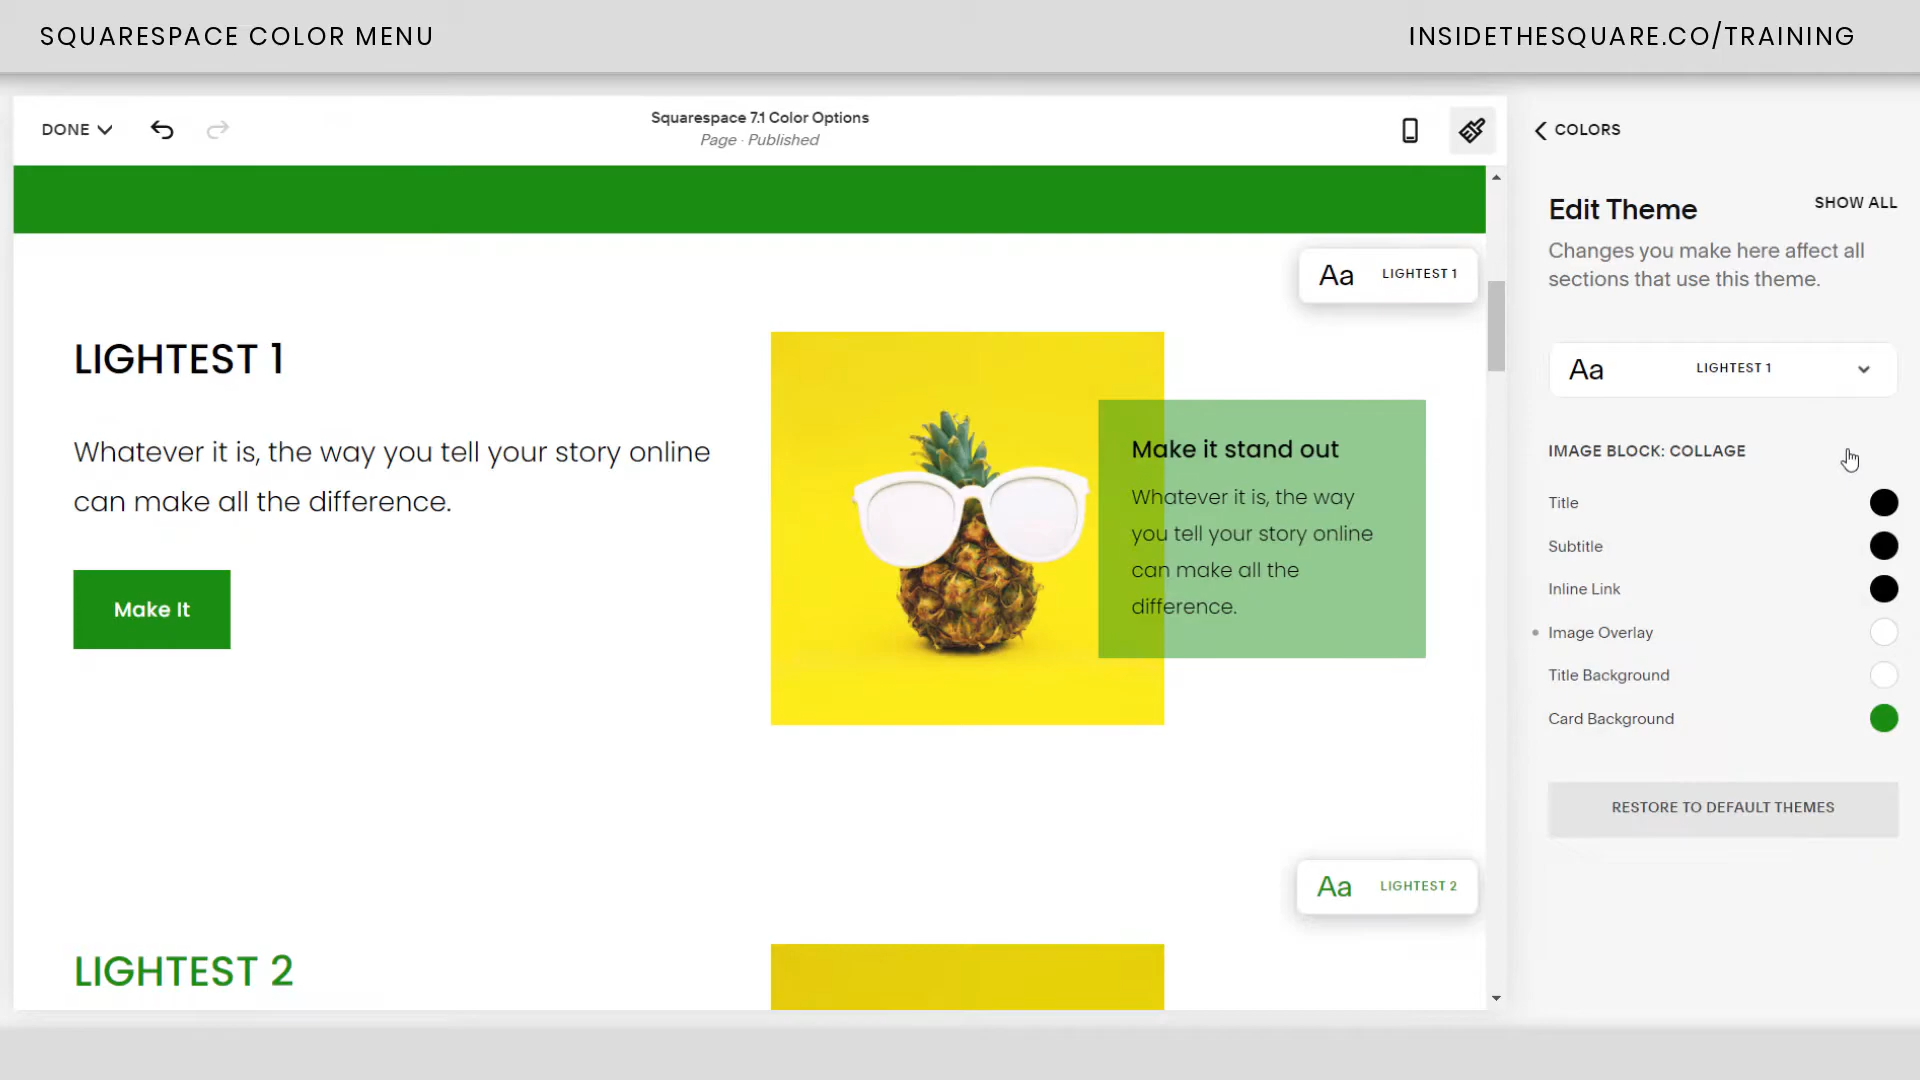 SQUARESPACE COLOR MENU
INSIDETHESQUARE.CO/TRAINING
DONE
Squarespace 7.1 Color Options
Page · Published
COLORS
Edit Theme
SHOW ALL
Changes you make here affect all
sections that use this theme.
Aa LIGHTEST 1
Aa LIGHTEST 1
LIGHTEST 1
Whatever it is, the way you tell your story online
can make all the difference.
Make It
Make it stand out
Whatever it is, the way
you tell your story online
can make all the
difference.
IMAGE BLOCK: COLLAGE
Title
Subtitle
Inline Link
Image Overlay
Title Background
Card Background
RESTORE TO DEFAULT THEMES
Aa LIGHTEST 2
LIGHTEST 2